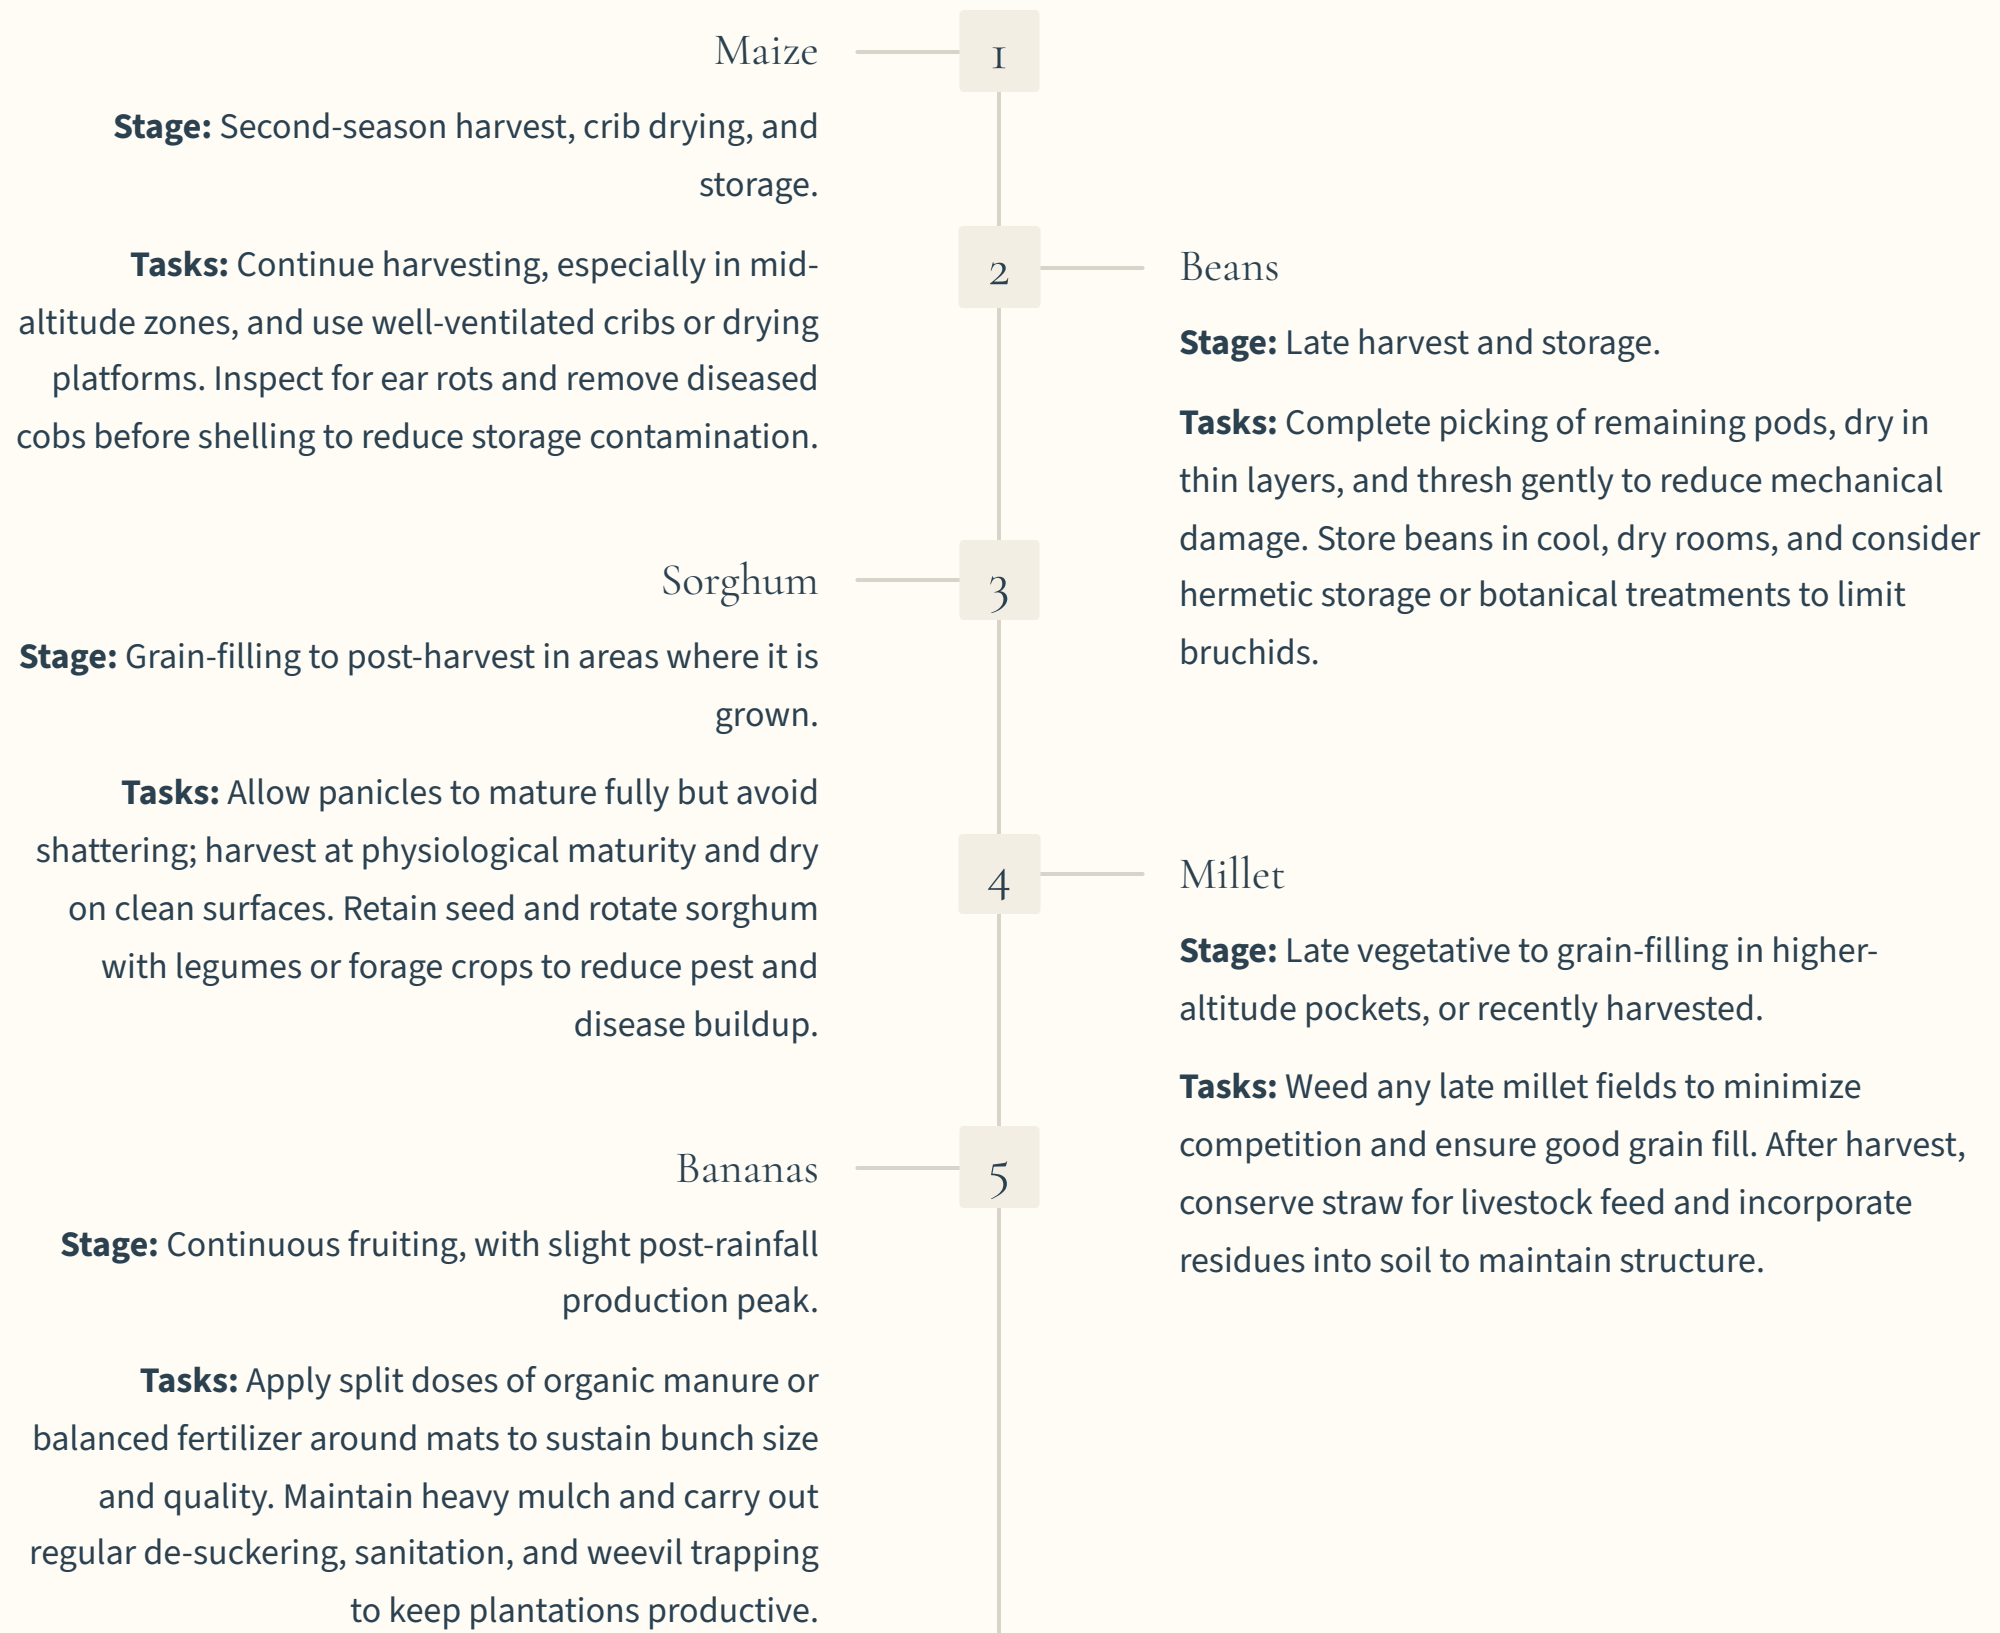 Maize
1
Stage: Second-season harvest, crib drying, and
storage.
Tasks: Continue harvesting, especially in mid-
altitude zones, and use well-ventilated cribs or drying
platforms. Inspect for ear rots and remove diseased
cobs before shelling to reduce storage contamination.
2
Beans
Stage: Late harvest and storage.
Tasks: Complete picking of remaining pods, dry in
thin layers, and thresh gently to reduce mechanical
damage. Store beans in cool, dry rooms, and consider
hermetic storage or botanical treatments to limit
bruchids.
Sorghum
3
Stage: Grain-filling to post-harvest in areas where it is
grown.
Tasks: Allow panicles to mature fully but avoid
shattering; harvest at physiological maturity and dry
on clean surfaces. Retain seed and rotate sorghum
with legumes or forage crops to reduce pest and
disease buildup.
4
Millet
Stage: Late vegetative to grain-filling in higher-
altitude pockets, or recently harvested.
Tasks: Weed any late millet fields to minimize
competition and ensure good grain fill. After harvest,
conserve straw for livestock feed and incorporate
residues into soil to maintain structure.
Bananas
5
Stage: Continuous fruiting, with slight post-rainfall
production peak.
Tasks: Apply split doses of organic manure or
balanced fertilizer around mats to sustain bunch size
and quality. Maintain heavy mulch and carry out
regular de-suckering, sanitation, and weevil trapping
to keep plantations productive.